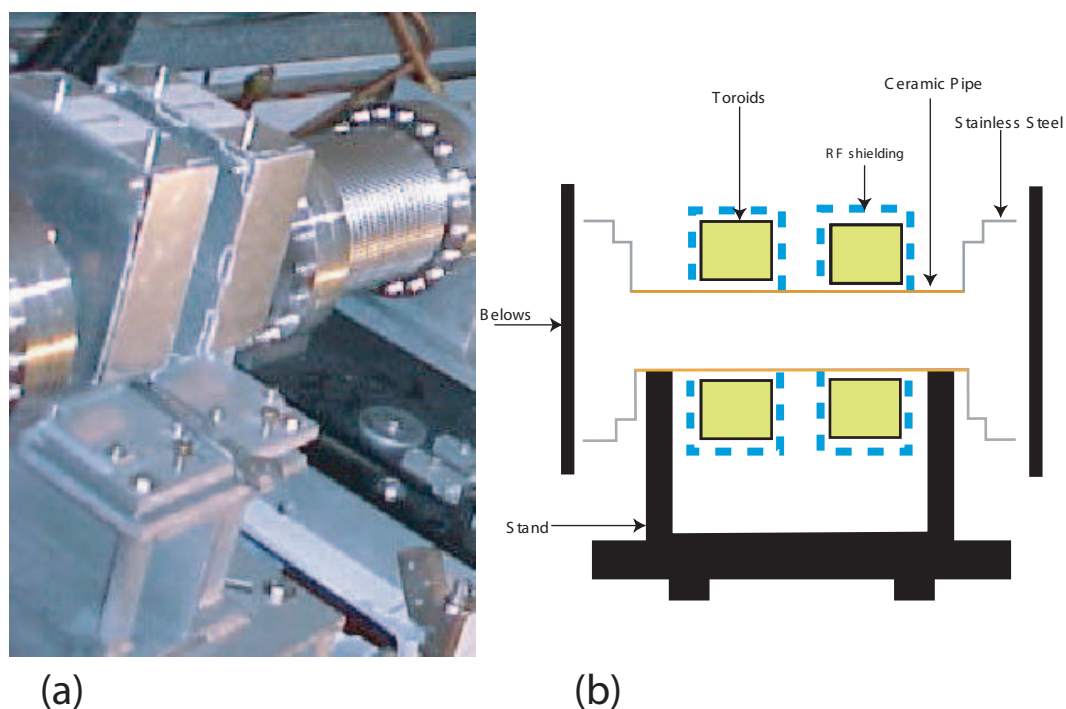 Ceramic Pipe
Toroids
Stainless Steel
RF shielding
Belows
Stand
(a)
(b)